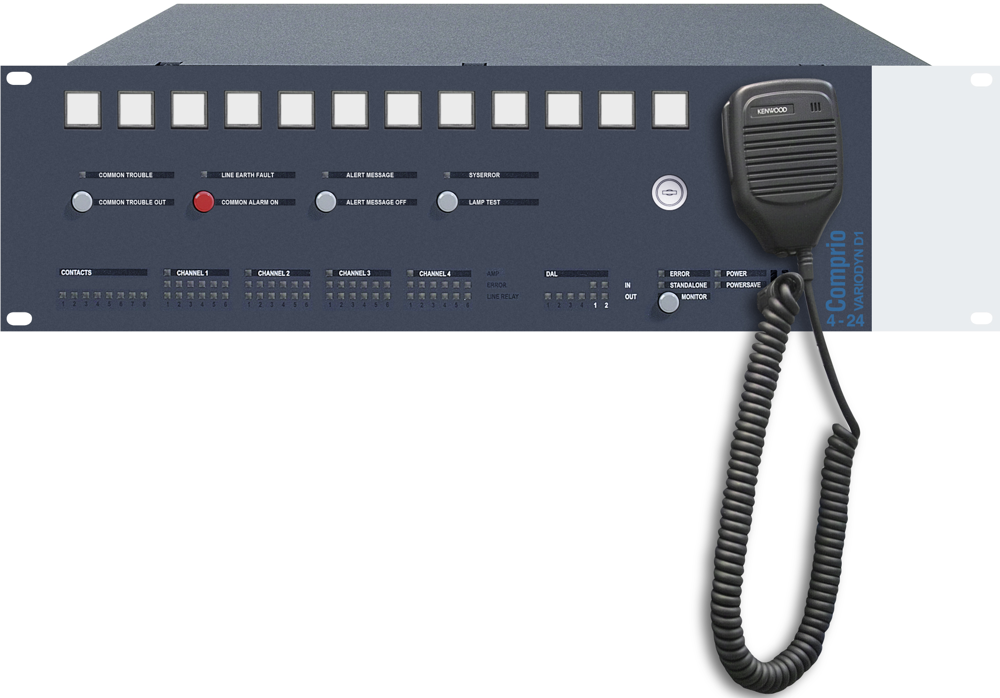 KENWOOD
COMMON TROUBLE
LINE EARTH FAULT
ALERT MESSAGE
SYSERROR
COMMON TROUBLE OUT
COMMON ALARM ON
ALERT MESSAGE OFF
LAMP TEST
CONTACTS
1 2 3 4 5 6 7 8
CHANNEL 1
1 2 3 4 5 6
CHANNEL 2
1 2 3 4 5 6
CHANNEL 3
1 2 3 4 5 6
CHANNEL 4
1 2 3 4 5 6
AMP
ERROR
LINE RELAY
DAL
IN
OUT
1 2 3 4 1 2
ERROR
POWER
STANDALONE
POWERSAVE
MONITOR
Comprio
VARIODYN D1
4 - 24